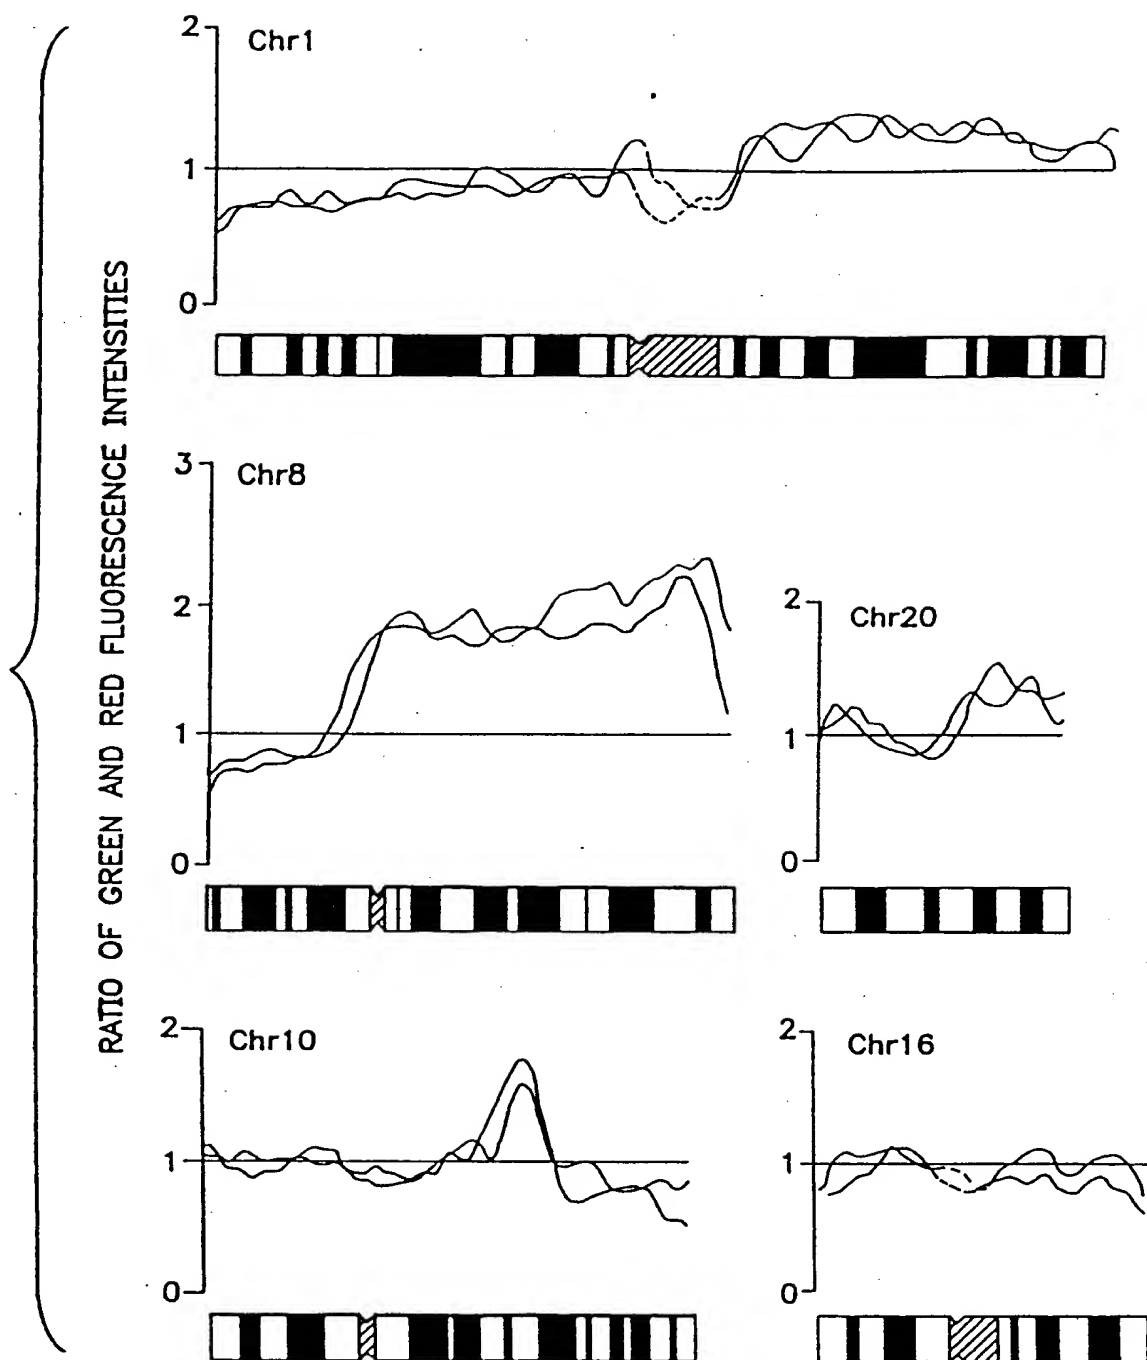 RATIO OF GREEN AND RED FLUORESCENCE INTENSITIES
Chr1
2
1
0
Chr8
3
2
1
0
Chr20
2
1
0
Chr10
2
1
0
Chr16
2
1
0